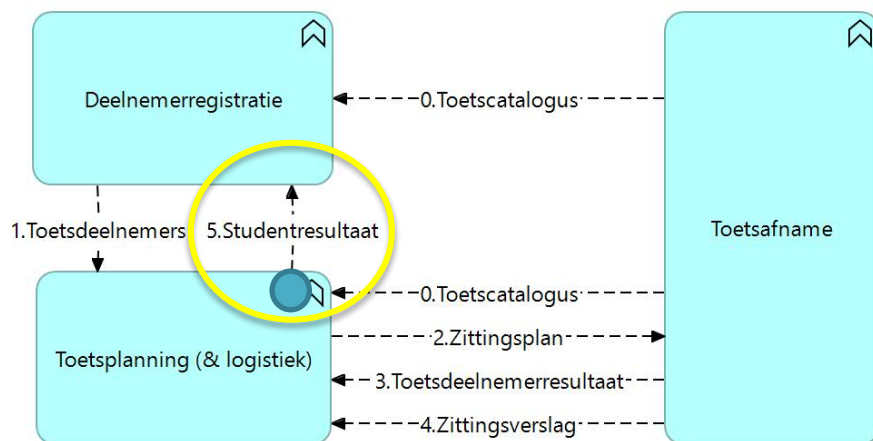 Deelnemerregistratie
0.Toetscatalogus
1.Toetsdeelnemers
5.Studentresultaat
Toetsafname
0.Toetscatalogus
2.Zittingsplan
Toetsplanning (& logistiek)
3.Toetsdeelnemerresultaat
4.Zittingsverslag